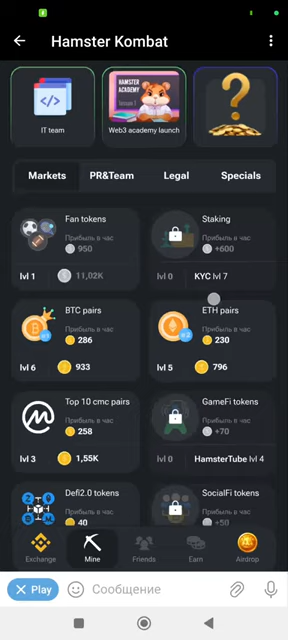 Hamster Kombat
HAMSTER
ACADEMY
IT team
Web3 academy launch
Markets
PR&Team
Legal
Specials
Fan tokens
Прибыль в час
950
lvl 1
11,02K
Staking
Прибыль в час
+600
lvl 0
KYC lvl 7
BTC pairs
Прибыль в час
286
lvl 6
933
ETH pairs
Прибыль в час
230
lvl 5
796
Top 10 cmc pairs
Прибыль в час
258
lvl 3
1,55K
GameFi tokens
Прибыль в час
+70
lvl 0
HamsterTube lvl 4
Defi2.0 tokens
Прибыль в час
40
SocialFi tokens
Прибыль в час
+50
Exchange
Mine
Friends
Earn
Airdrop
Play
Сообщение